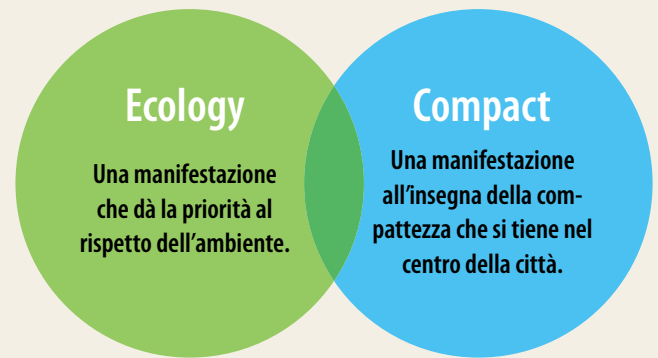 Ecology
Una manifestazione
che dà la priorità al
rispetto dell'ambiente.
Compact
Una manifestazione
all'insegna della com-
pattezza che si tiene nel
centro della città.